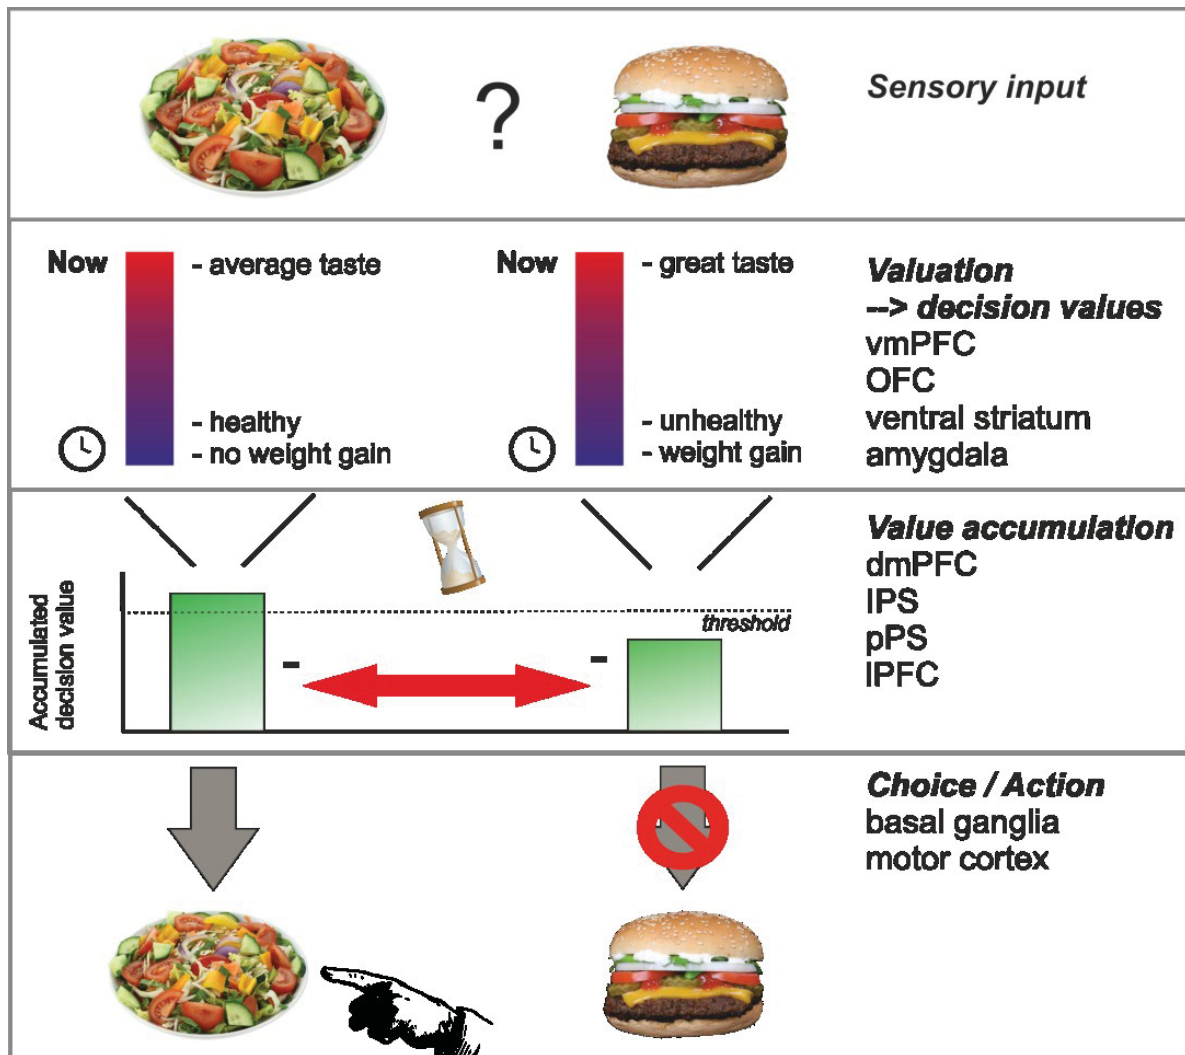 ?
Sensory input
Now
- average taste
- healthy
- no weight gain
Now
- great taste
- unhealthy
- weight gain
Valuation
--> decision values
vmPFC
OFC
ventral striatum
amygdala
Accumulated
decision value
-
-
threshold
Value accumulation
dmPFC
IPS
pPS
lPFC
Choice / Action
basal ganglia
motor cortex